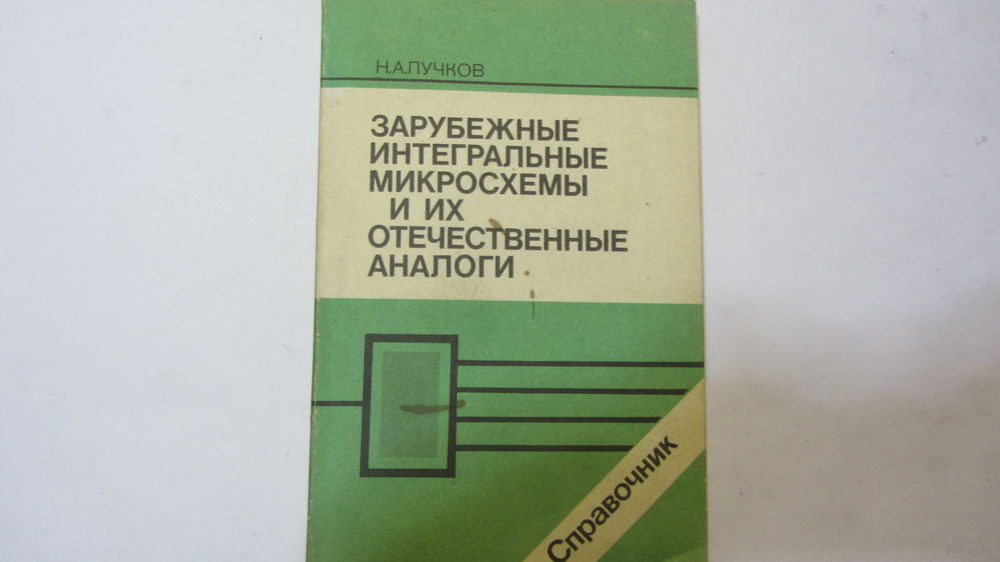 Н.А.ПУЧКОВ
ЗАРУБЕЖНЫЕ
ИНТЕГРАЛЬНЫЕ
МИКРОСХЕМЫ
И ИХ
ОТЕЧЕСТВЕННЫЕ
АНАЛОГИ
Справочник